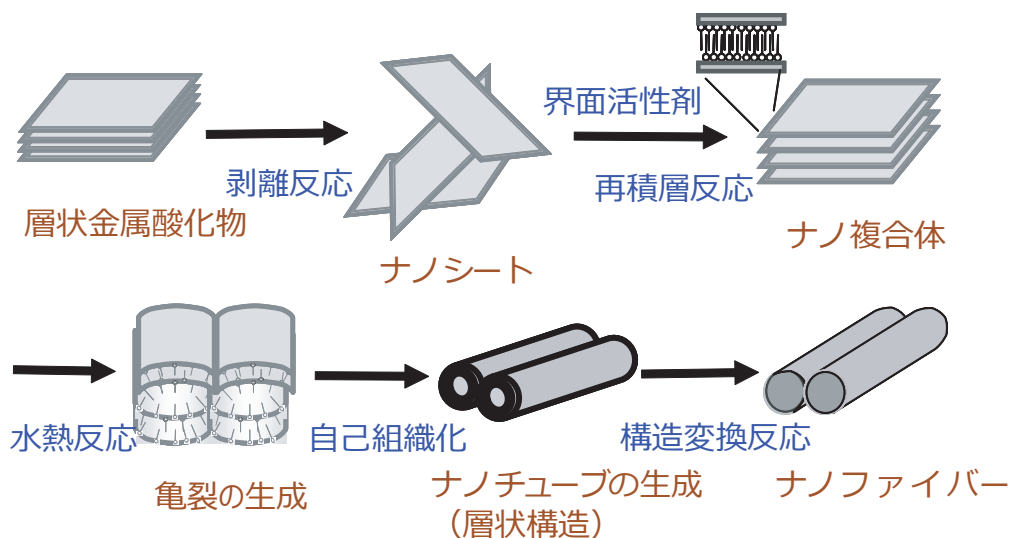 層状金属酸化物
剥離反応
ナノシート
界面活性剤
再積層反応
ナノ複合体
水熱反応
亀裂の生成
自己組織化
ナノチューブの生成
（層状構造）
構造変換反応
ナノファイバー